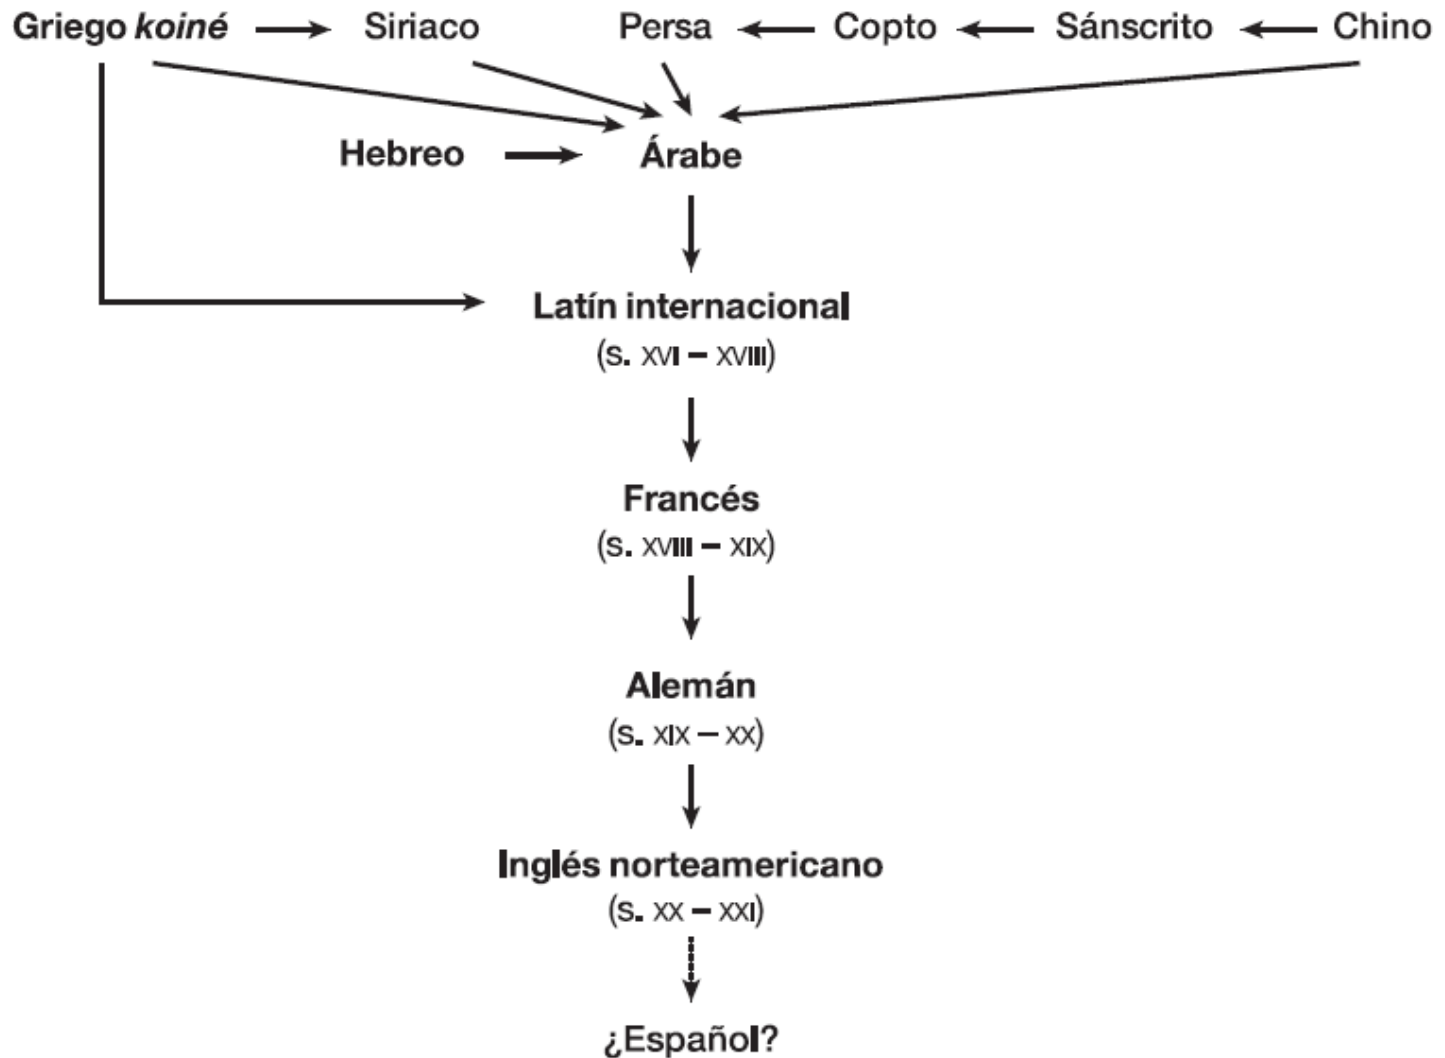 Griego koiné Siriaco Persa Copto Sánscrito Chino
Hebreo Árabe
Latín internacional
(s. XVI – XVIII)
Francés
(s. XVIII – XIX)
Alemán
(s. XIX – XX)
Inglés norteamericano
(s. XX – XXI)
¿Español?